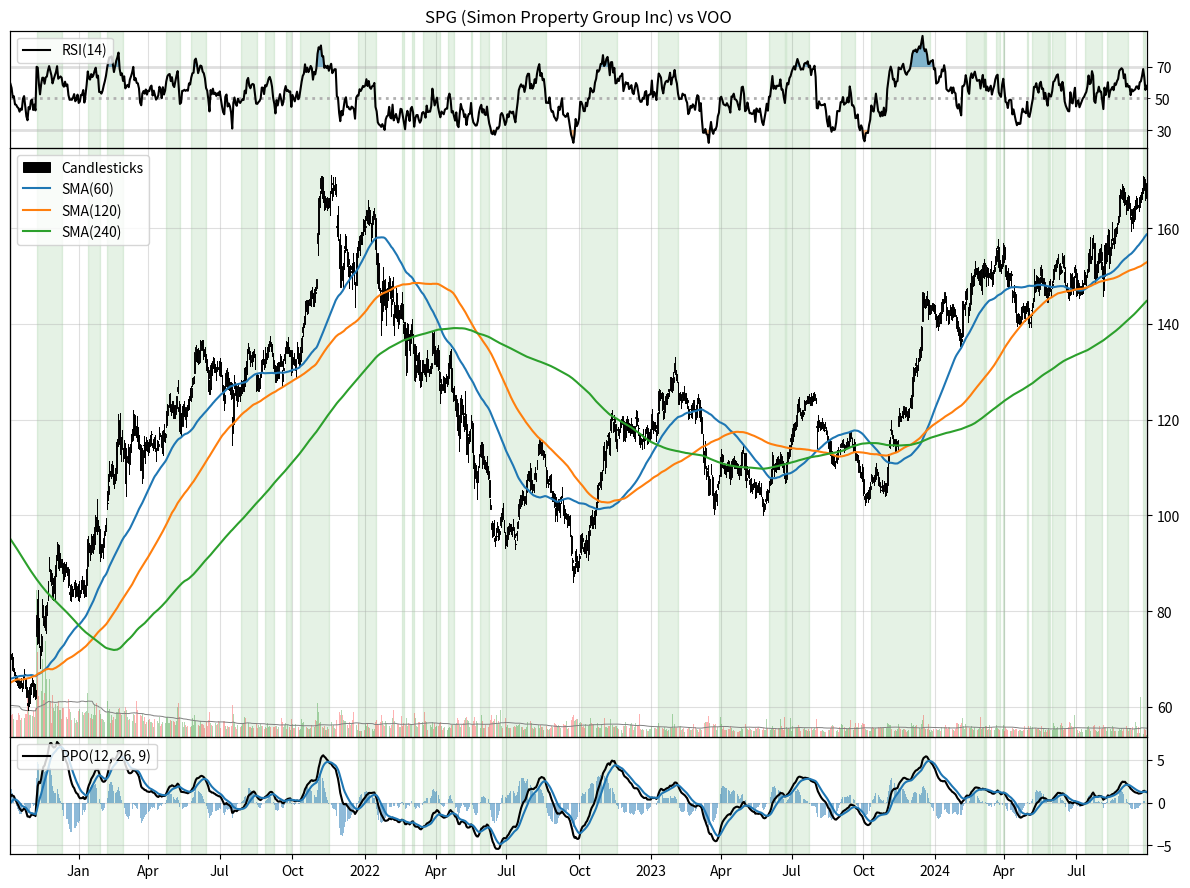 SPG (Simon Property Group Inc) vs VOO
RSI(14)
70
50
30
Candlesticks
SMA(60)
SMA(120)
SMA(240)
160
140
120
100
80
60
PPO(12, 26, 9)
5
0
−5
Jan Apr Jul Oct 2022 Apr Jul Oct 2023 Apr Jul Oct 2024 Apr Jul